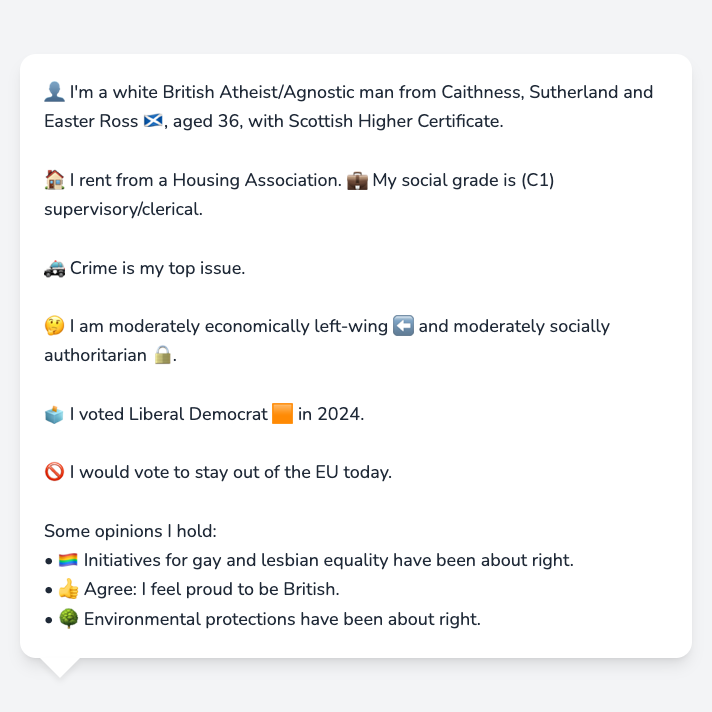 👤 I'm a white British Atheist/Agnostic man from Caithness, Sutherland and
Easter Ross 🏴󠁧󠁢󠁳󠁣󠁴󠁿, aged 36, with Scottish Higher Certificate.
🏠 I rent from a Housing Association. 💼 My social grade is (C1)
supervisory/clerical.
🚓 Crime is my top issue.
🤔 I am moderately economically left-wing ⬅️ and moderately socially
authoritarian 🔒.
🗳️ I voted Liberal Democrat 🟧 in 2024.
🚫 I would vote to stay out of the EU today.
Some opinions I hold:
• 🏳️‍🌈 Initiatives for gay and lesbian equality have been about right.
• 👍 Agree: I feel proud to be British.
• 🌳 Environmental protections have been about right.